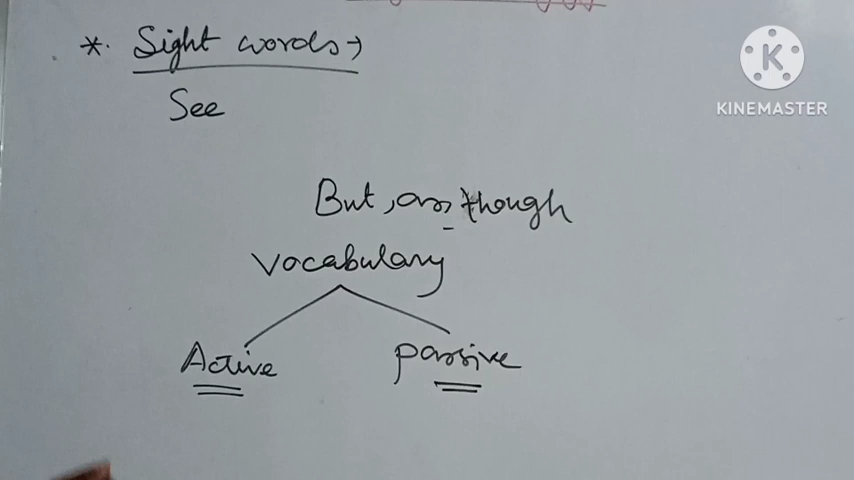 *. Sight words →
See
But, as, though
Vocabulary
Active
passive
K
KINEMASTER